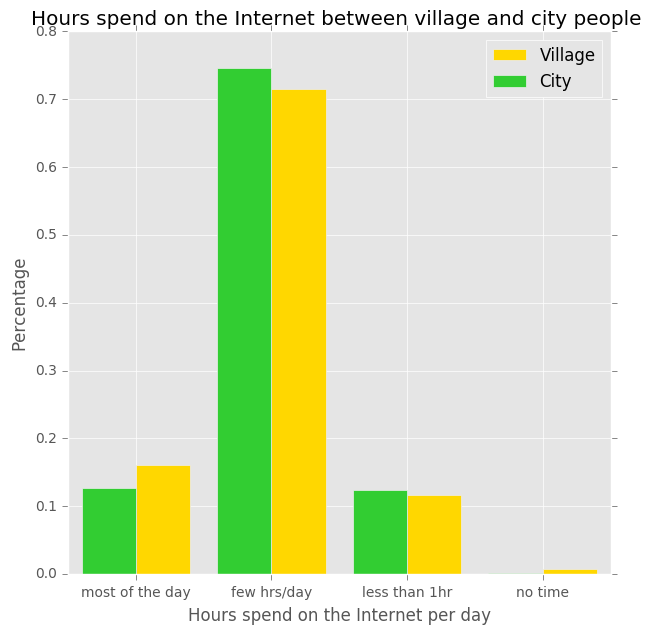 Hours spend on the Internet between village and city people
Village
City
0.8
0.7
0.6
0.5
0.4
0.3
0.2
0.1
0.0
Percentage
most of the day
few hrs/day
less than 1hr
no time
Hours spend on the Internet per day